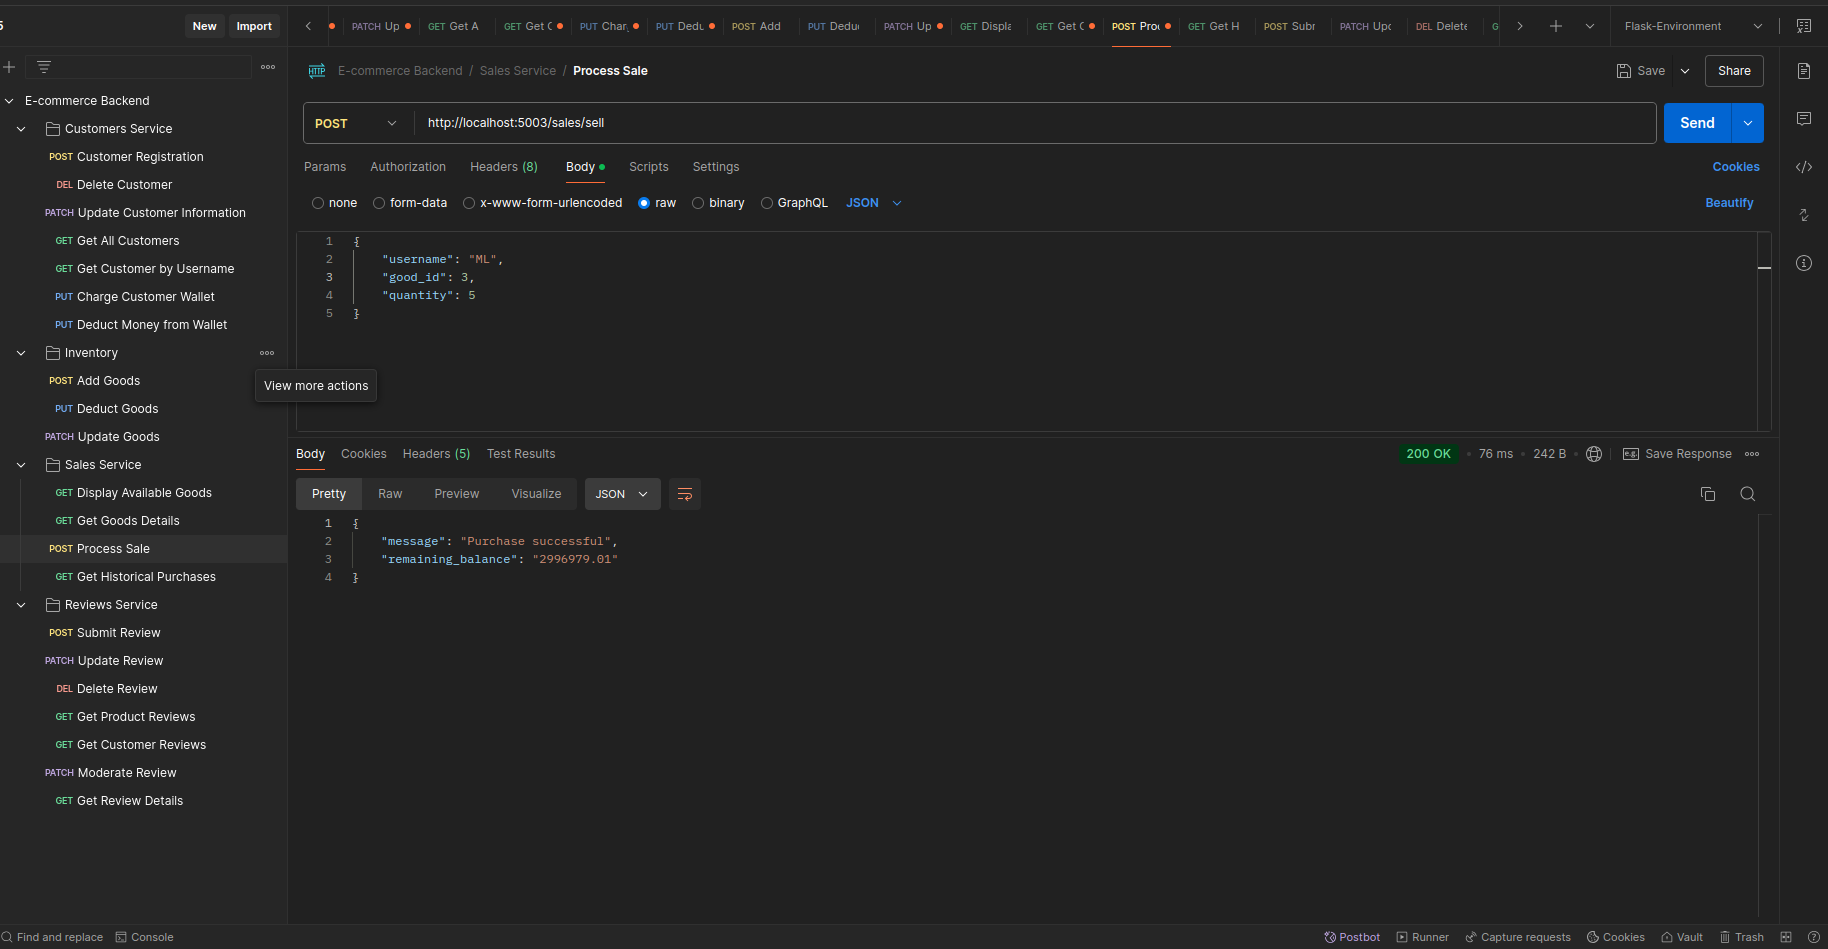 5
New
Import
PATCH Up
GET Get A
GET Get C
PUT Char
PUT Dedu
POST Add
PUT Dedu
PATCH Up
GET Displa
GET Get C
POST Proc
GET Get H
POST Subm
PATCH Upd
DEL Delete
G
Flask-Environment
E-commerce Backend / Sales Service / Process Sale
Save
Share
POST
http://localhost:5003/sales/sell
Send
Params
Authorization
Headers (8)
Body
Scripts
Settings
Cookies
none
form-data
x-www-form-urlencoded
raw
binary
GraphQL
JSON
Beautify
1 {
2 "username": "ML",
3 "good_id": 3,
4 "quantity": 5
5 }
E-commerce Backend
Customers Service
POST Customer Registration
DEL Delete Customer
PATCH Update Customer Information
GET Get All Customers
GET Get Customer by Username
PUT Charge Customer Wallet
PUT Deduct Money from Wallet
Inventory
View more actions
POST Add Goods
PUT Deduct Goods
PATCH Update Goods
Sales Service
GET Display Available Goods
GET Get Goods Details
POST Process Sale
GET Get Historical Purchases
Reviews Service
POST Submit Review
PATCH Update Review
DEL Delete Review
GET Get Product Reviews
GET Get Customer Reviews
PATCH Moderate Review
GET Get Review Details
Body
Cookies
Headers (5)
Test Results
200 OK
76 ms
242 B
e.g.
Save Response
Pretty
Raw
Preview
Visualize
JSON
1 {
2 "message": "Purchase successful",
3 "remaining_balance": "2996979.01"
4 }
Find and replace
Console
Postbot
Runner
Capture requests
Cookies
Vault
Trash